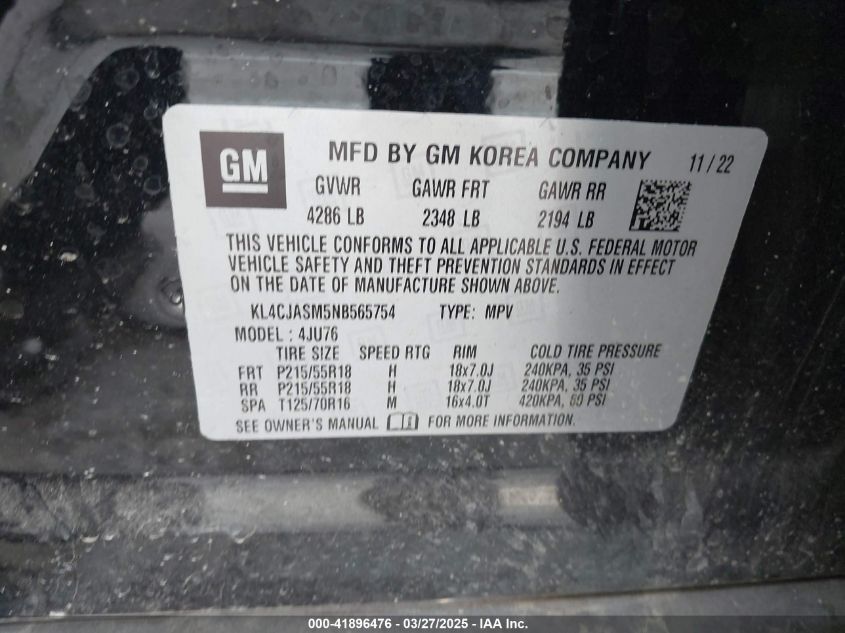 GM MFD BY GM KOREA COMPANY 11/22
GVWR GAWR FRT GAWR RR
4286 LB 2348 LB 2194 LB
THIS VEHICLE CONFORMS TO ALL APPLICABLE U.S. FEDERAL MOTOR
VEHICLE SAFETY AND THEFT PREVENTION STANDARDS IN EFFECT
ON THE DATE OF MANUFACTURE SHOWN ABOVE.
KL4CJASM5NB565754 TYPE: MPV
MODEL : 4JU76
TIRE SIZE SPEED RTG RIM COLD TIRE PRESSURE
FRT P215/55R18 H 18x7.0J 240KPA, 35 PSI
RR P215/55R18 H 18x7.0J 240KPA, 35 PSI
SPA T125/70R16 M 16x4.0T 420KPA, 60 PSI
SEE OWNER'S MANUAL FOR MORE INFORMATION.
000-41896476 - 03/27/2025 - IAA Inc.